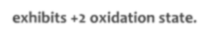 exhibits +2 oxidation state.